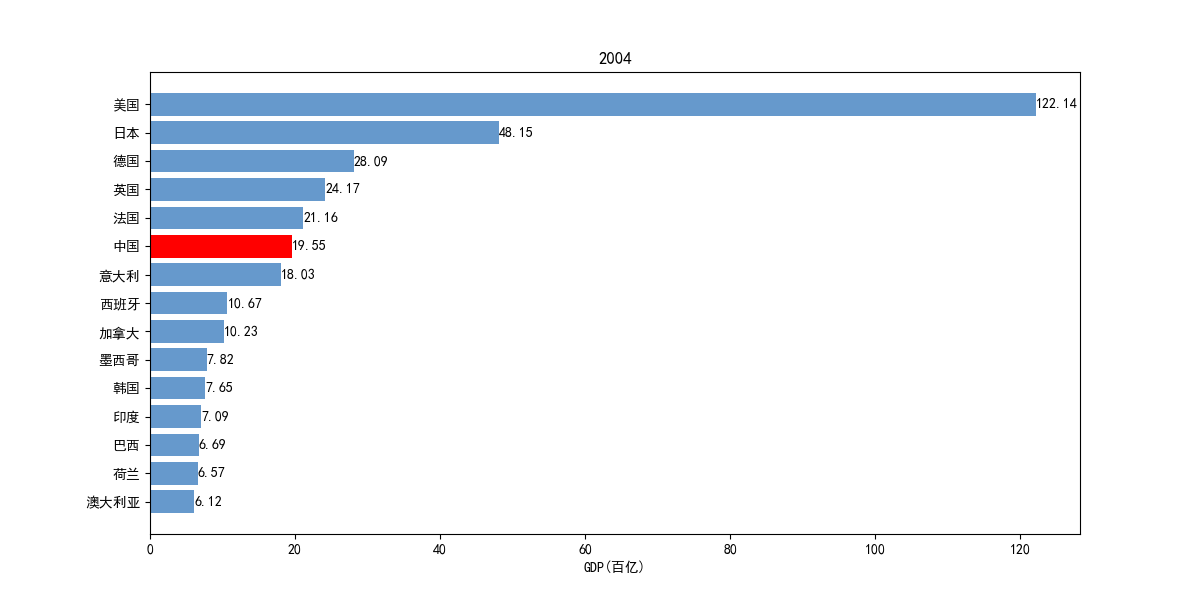 2004
美国 122.14
日本 48.15
德国 28.09
英国 24.17
法国 21.16
中国 19.55
意大利 18.03
西班牙 10.67
加拿大 10.23
墨西哥 7.82
韩国 7.65
印度 7.09
巴西 6.69
荷兰 6.57
澳大利亚 6.12
0 20 40 60 80 100 120
GDP(百亿)